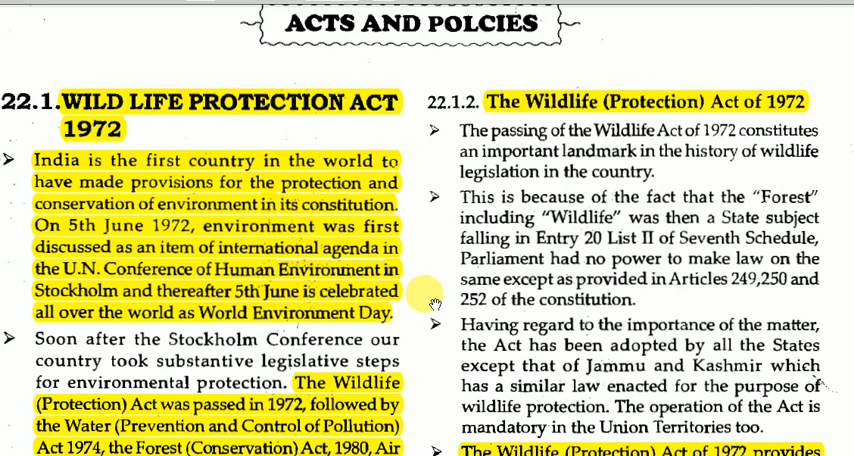 ACTS AND POLCIES
22.1. WILD LIFE PROTECTION ACT
1972
➢ India is the first country in the world to
have made provisions for the protection and
conservation of environment in its constitution.
On 5th June 1972, environment was first
discussed as an item of international agenda in
the U.N. Conference of Human Environment in
Stockholm and thereafter 5th June is celebrated
all over the world as World Environment Day.
➢ Soon after the Stockholm Conference our
country took substantive legislative steps
for environmental protection. The Wildlife
(Protection) Act was passed in 1972, followed by
the Water (Prevention and Control of Pollution)
Act 1974, the Forest (Conservation) Act, 1980, Air
22.1.2. The Wildlife (Protection) Act of 1972
➢ The passing of the Wildlife Act of 1972 constitutes
an important landmark in the history of wildlife
legislation in the country.
➢ This is because of the fact that the "Forest"
including "Wildlife" was then a State subject
falling in Entry 20 List II of Seventh Schedule,
Parliament had no power to make law on the
same except as provided in Articles 249,250 and
252 of the constitution.
➢ Having regard to the importance of the matter,
the Act has been adopted by all the States
except that of Jammu and Kashmir which
has a similar law enacted for the purpose of
wildlife protection. The operation of the Act is
mandatory in the Union Territories too.
➢ The Wildlife (Protection) Act of 1972 provides